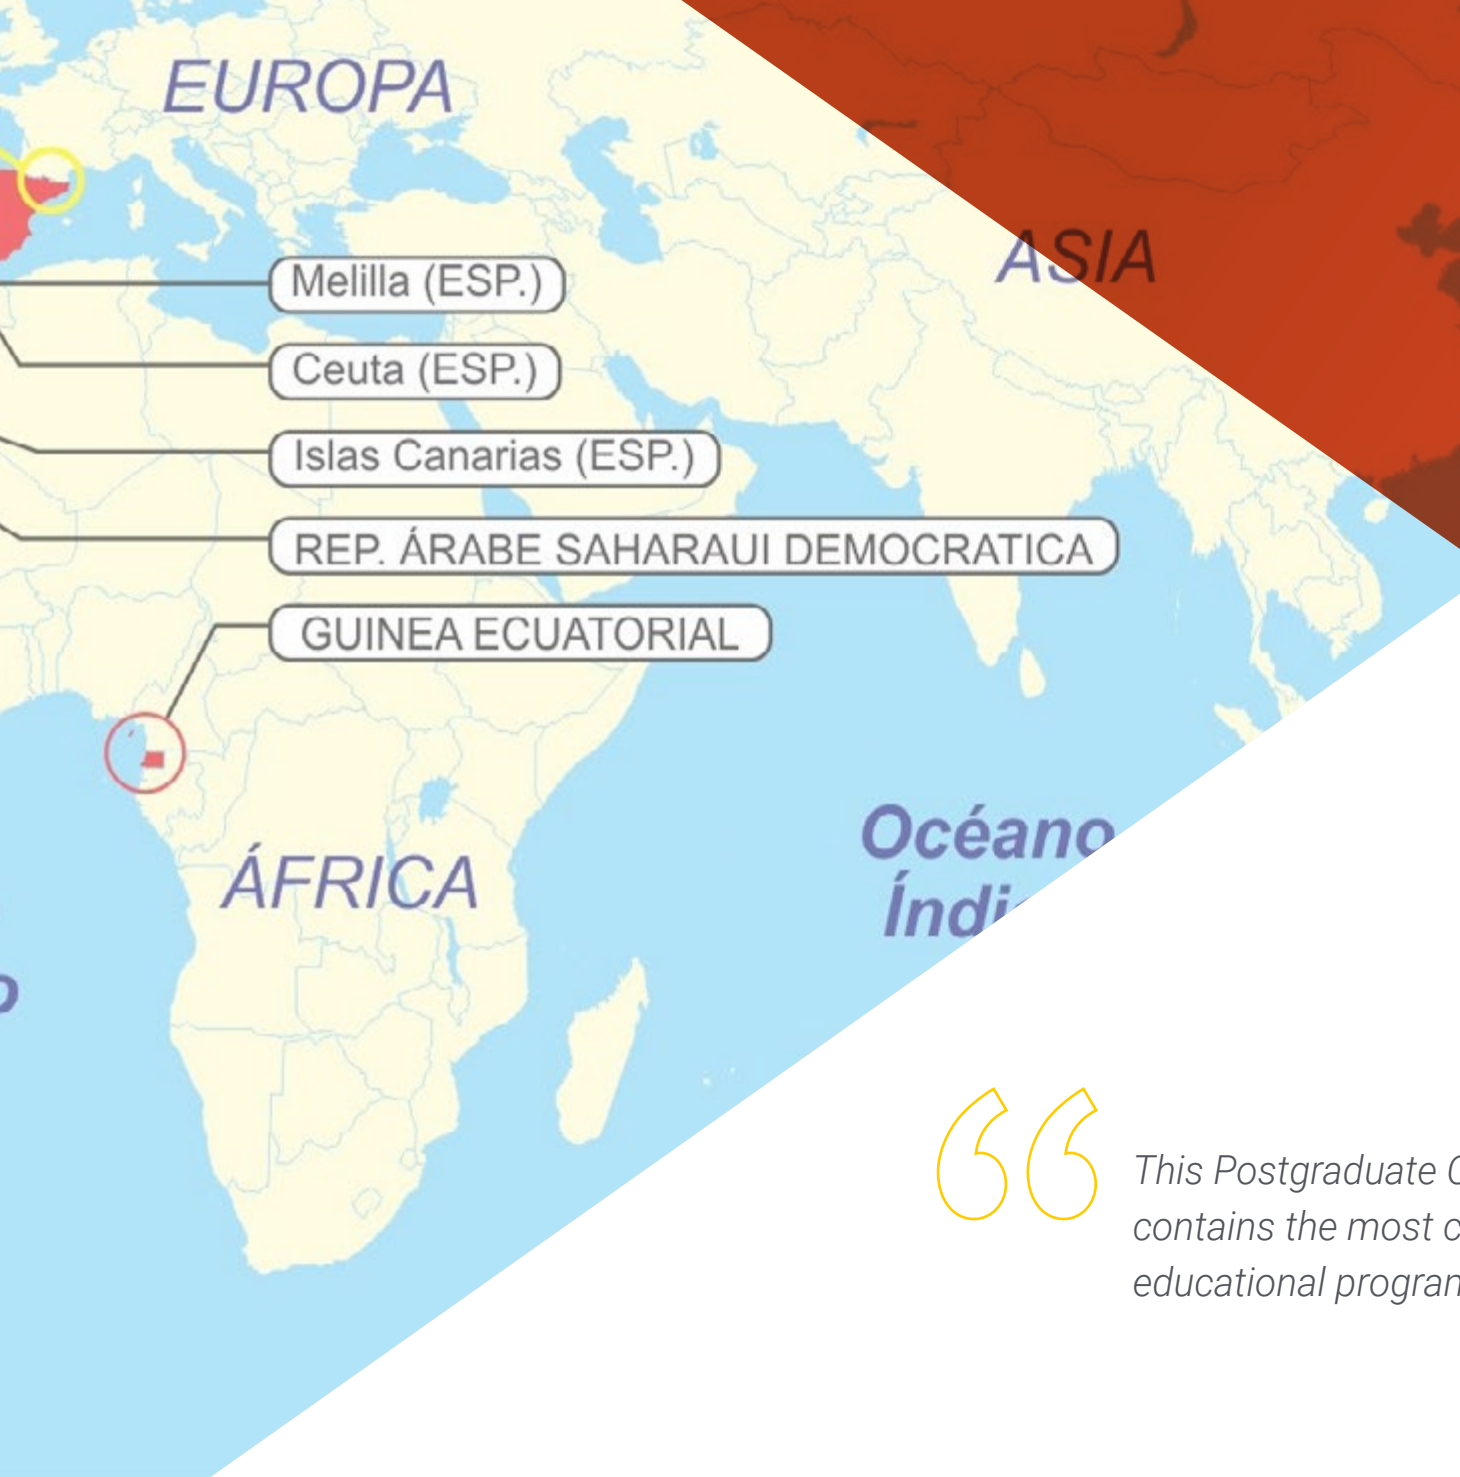 EUROPA
ASIA
Melilla (ESP.)
Ceuta (ESP.)
Islas Canarias (ESP.)
REP. ÁRABE SAHARAUI DEMOCRATICA
GUINEA ECUATORIAL
ÁFRICA
Océano
This Postgraduate
contains the most
educational